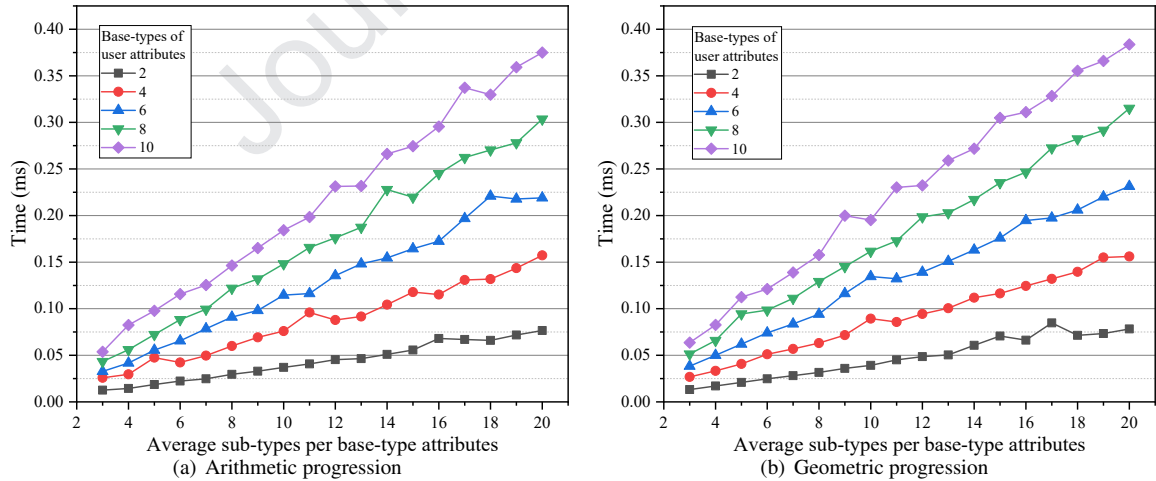 Jour
0.40
0.35
0.30
0.25
0.20
0.15
0.10
0.05
0.00
Time (ms)
Base-types of
user attributes
2
4
6
8
10
2 4 6 8 10 12 14 16 18 20
Average sub-types per base-type attributes
(a) Arithmetic progression
0.40
0.35
0.30
0.25
0.20
0.15
0.10
0.05
0.00
Time (ms)
Base-types of
user attributes
2
4
6
8
10
2 4 6 8 10 12 14 16 18 20
Average sub-types per base-type attributes
(b) Geometric progression